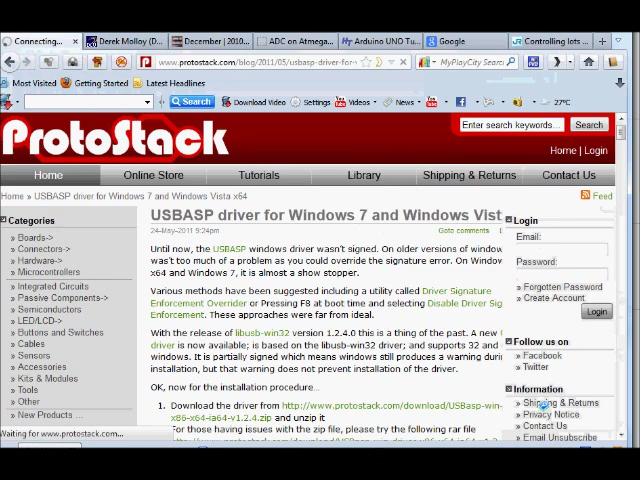 Connecting...
Derek Molloy (D...
December | 2010...
ADC on Atmega...
Arduino UNO Tu...
Google
Controlling lots ...
www.protostack.com/blog/2011/05/usbasp-driver-for-
MyPlayCity Search
Most Visited
Getting Started
Latest Headlines
Search
Download Video
Settings
Videos
News
27°C
ProtoStack
Enter search keywords...
Search
Home | Login
Home
Online Store
Tutorials
Library
Shipping & Returns
Contact Us
Home » USBASP driver for Windows 7 and Windows Vista x64
Feed
Categories
» Boards->
» Connectors->
» Hardware->
» Microcontrollers
» Integrated Circuits
» Passive Components->
» Semiconductors
» LED/LCD->
» Buttons and Switches
» Cables
» Sensors
» Accessories
» Kits & Modules
» Tools
» Other
» New Products ...
USBASP driver for Windows 7 and Windows Vist
24-May-2011 9:24pm
Goto comments
Until now, the USBASP windows driver wasn't signed. On older versions of window
was't too much of a problem as you could override the signature error. On Window
x64 and Windows 7, it is almost a show stopper.
Various methods have been suggested including a utility called Driver Signature
Enforcement Overrider or Pressing F8 at boot time and selecting Disable Driver Sig
Enforcement. These approaches were far from ideal.
With the release of libusb-win32 version 1.2.4.0 this is a thing of the past. A new
driver is now available; is based on the libusb-win32 driver; and supports 32 and
windows. It is partially signed which means windows still produces a warning durin
installation, but that warning does not prevent installation of the driver.
OK, now for the installation procedure...
1. Download the driver from http://www.protostack.com/download/USBasp-win-
x86-x64-ia64-v1.2.4.zip and unzip it
For those having issues with the zip file, please try the following rar file
Login
Email:
Password:
» Forgotten Password
» Create Account
Login
Follow us on
» Facebook
» Twitter
Information
» Shipping & Returns
» Privacy Notice
» Contact Us
» Email Unsubscribe
Waiting for www.protostack.com...